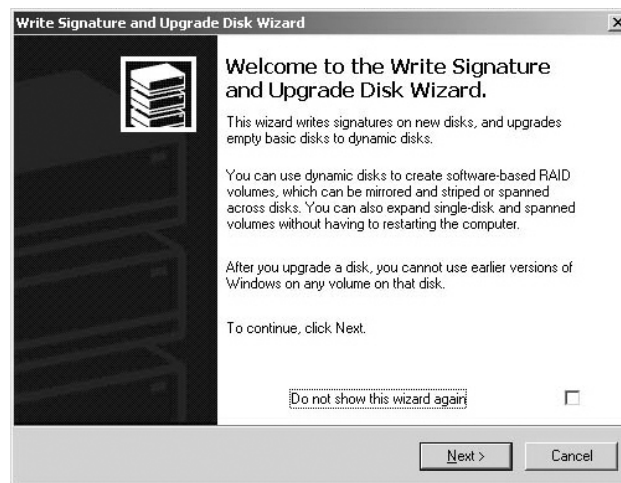 Write Signature and Upgrade Disk Wizard
Welcome to the Write Signature
and Upgrade Disk Wizard.
This wizard writes signatures on new disks, and upgrades
empty basic disks to dynamic disks.
You can use dynamic disks to create software-based RAID
volumes, which can be mirrored and striped or spanned
across disks. You can also expand single-disk and spanned
volumes without having to restarting the computer.
After you upgrade a disk, you cannot use earlier versions of
Windows on any volume on that disk.
To continue, click Next.
Do not show this wizard again
Next > Cancel